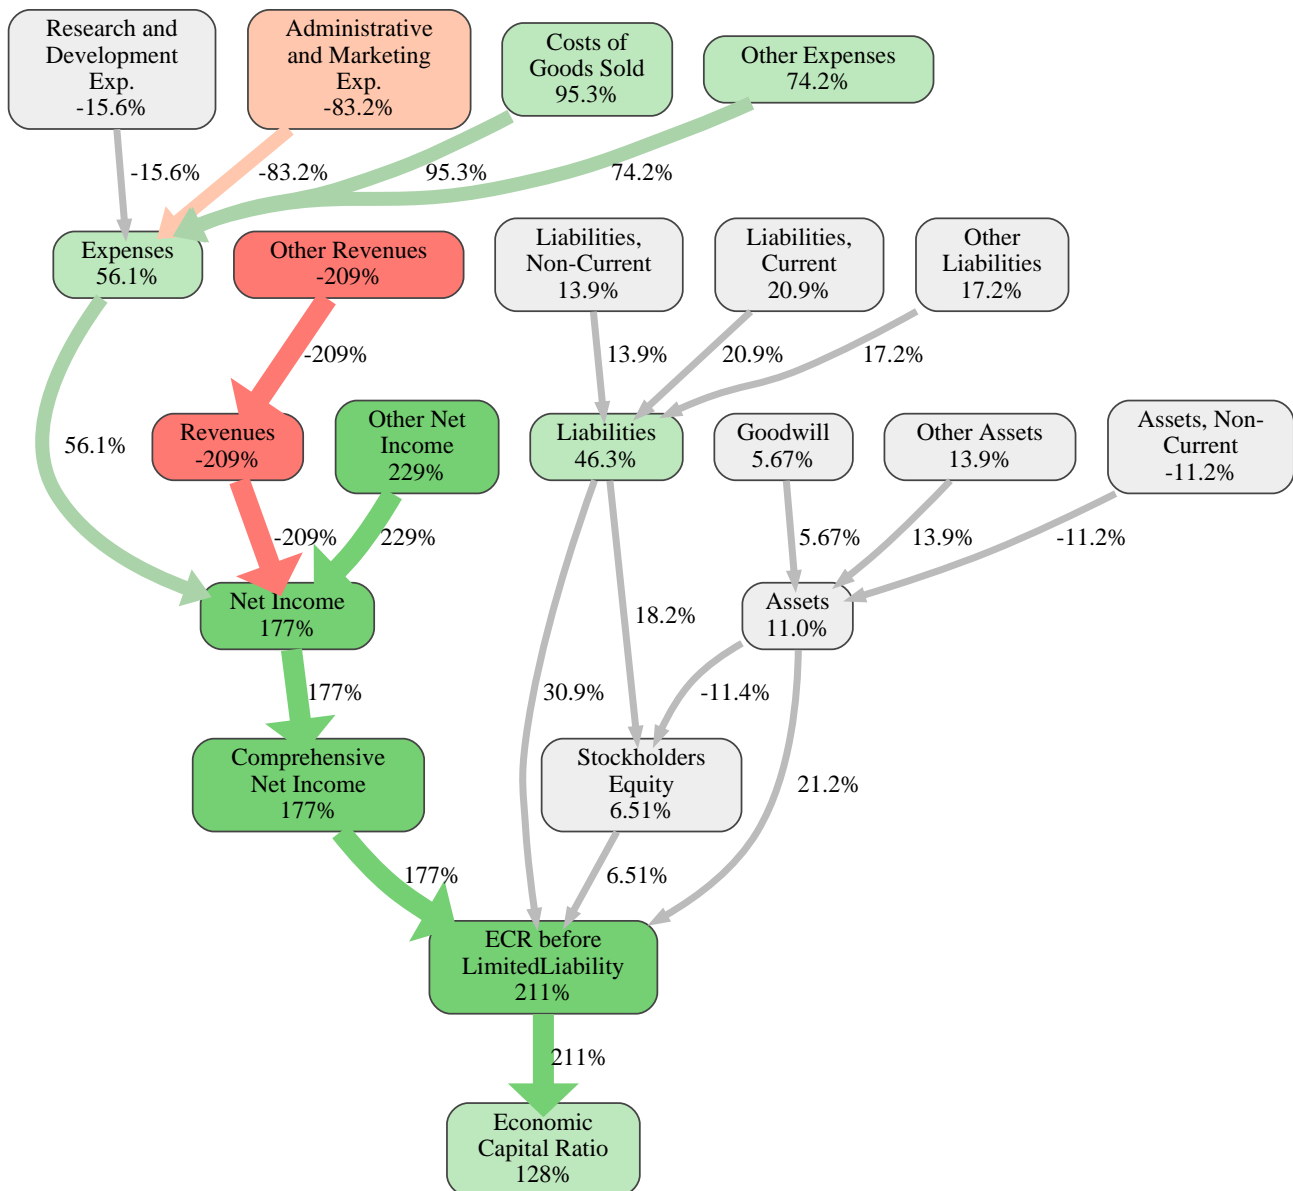 Research and
Development
Exp.
-15.6%
Administrative
and Marketing
Exp.
-83.2%
Costs of
Goods Sold
95.3%
Other Expenses
74.2%
-15.6%
-83.2%
95.3%
74.2%
Expenses
56.1%
Other Revenues
-209%
Liabilities,
Non-Current
13.9%
Liabilities,
Current
20.9%
Other
Liabilities
17.2%
-209%
13.9%
20.9%
17.2%
56.1%
Revenues
-209%
Other Net
Income
229%
Liabilities
46.3%
Goodwill
5.67%
Other Assets
13.9%
Assets, Non-
Current
-11.2%
-209%
229%
5.67%
13.9%
-11.2%
Net Income
177%
18.2%
Assets
11.0%
177%
30.9%
-11.4%
21.2%
Comprehensive
Net Income
177%
Stockholders
Equity
6.51%
177%
6.51%
ECR before
LimitedLiability
211%
211%
Economic
Capital Ratio
128%